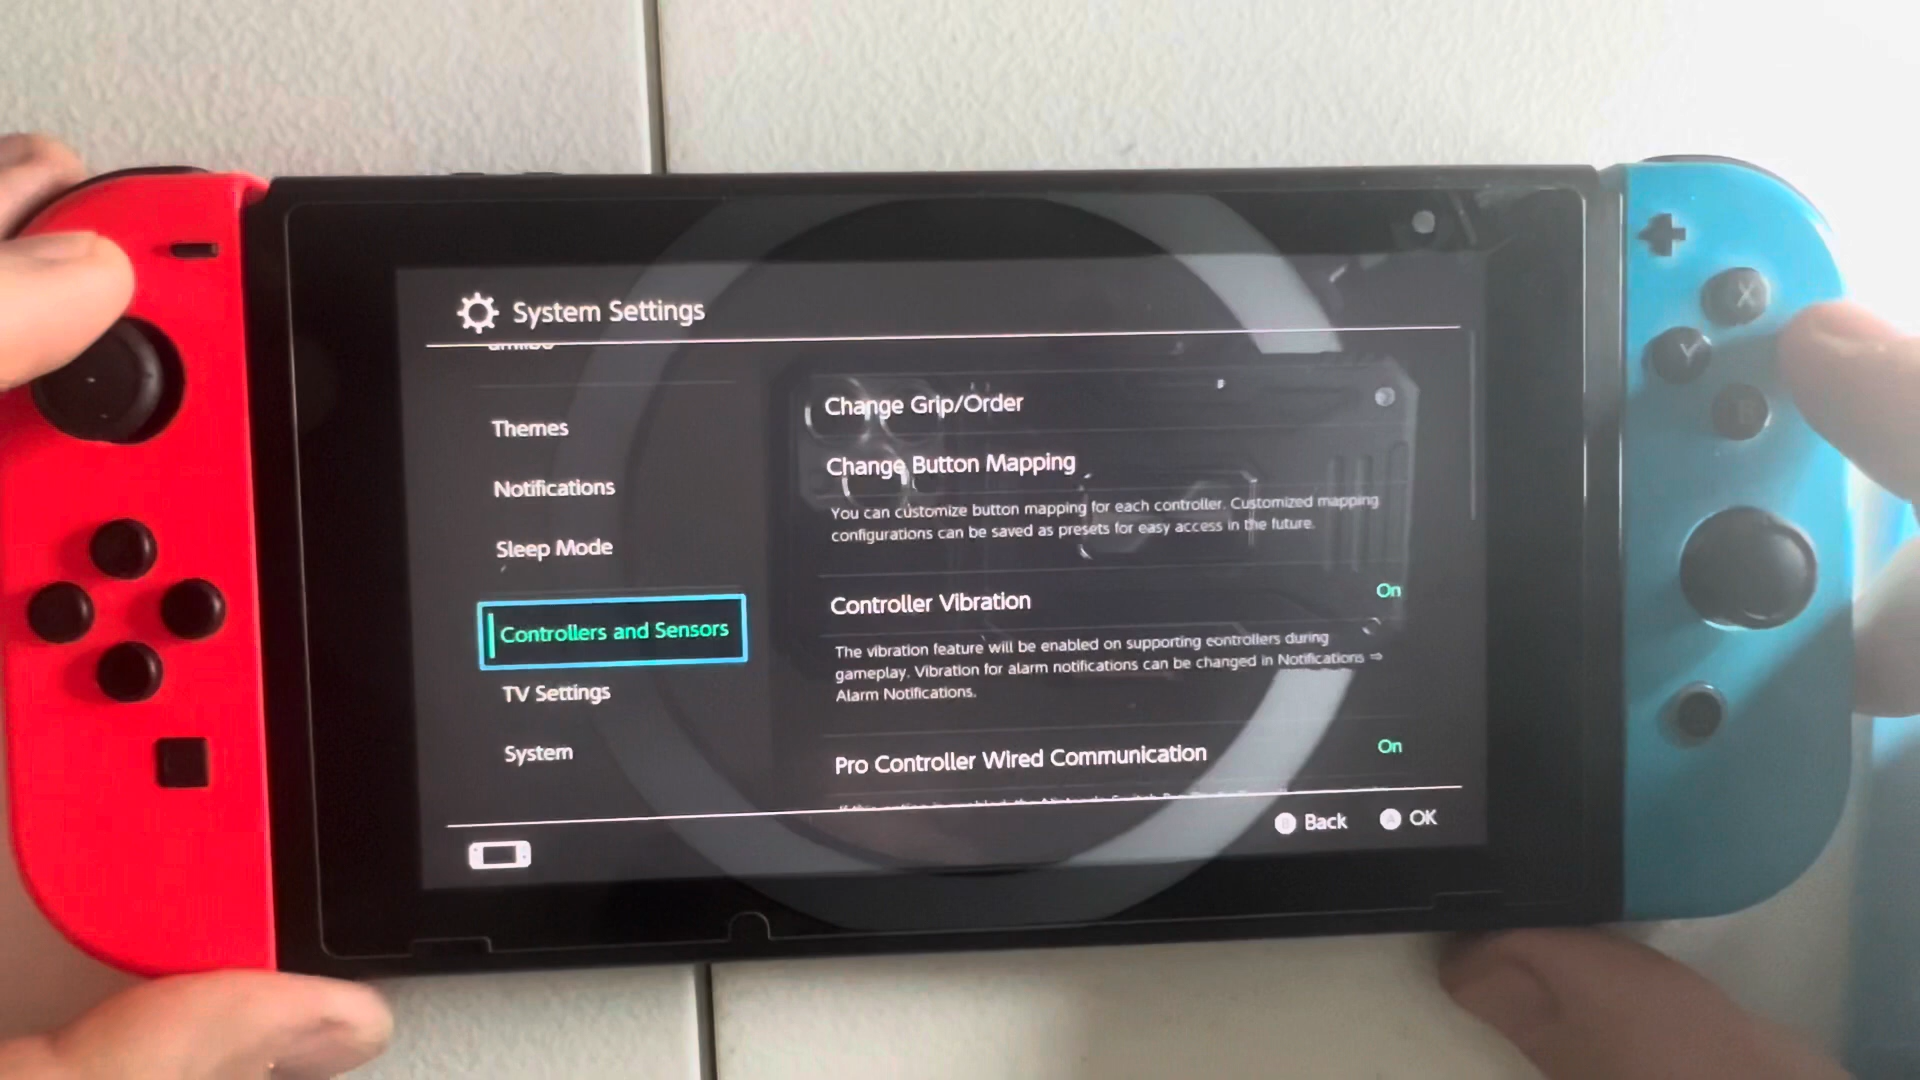 System Settings
amiibo
Themes
Notifications
Sleep Mode
Controllers and Sensors
TV Settings
System
Change Grip/Order
Change Button Mapping
You can customize button mapping for each controller. Customized mapping
configurations can be saved as presets for easy access in the future.
Controller Vibration On
The vibration feature will be enabled on supporting controllers during
gameplay. Vibration for alarm notifications can be changed in Notifications ⇒
Alarm Notifications.
Pro Controller Wired Communication On
B Back A OK
X
Y
B